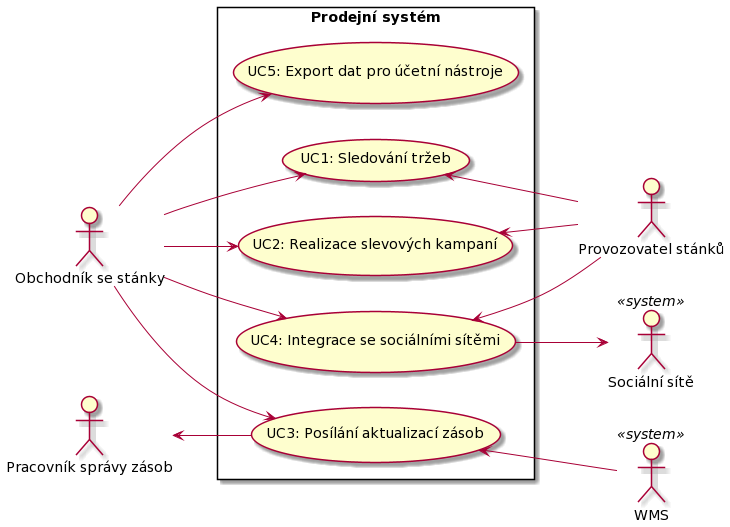 Prodejní systém
UC5: Export dat pro účetní nástroje
UC1: Sledování tržeb
UC2: Realizace slevových kampaní
UC4: Integrace se sociálními sítěmi
UC3: Posílání aktualizací zásob
Obchodník se stánky
Pracovník správy zásob
Provozovatel stánků
«system»
Sociální sítě
«system»
WMS